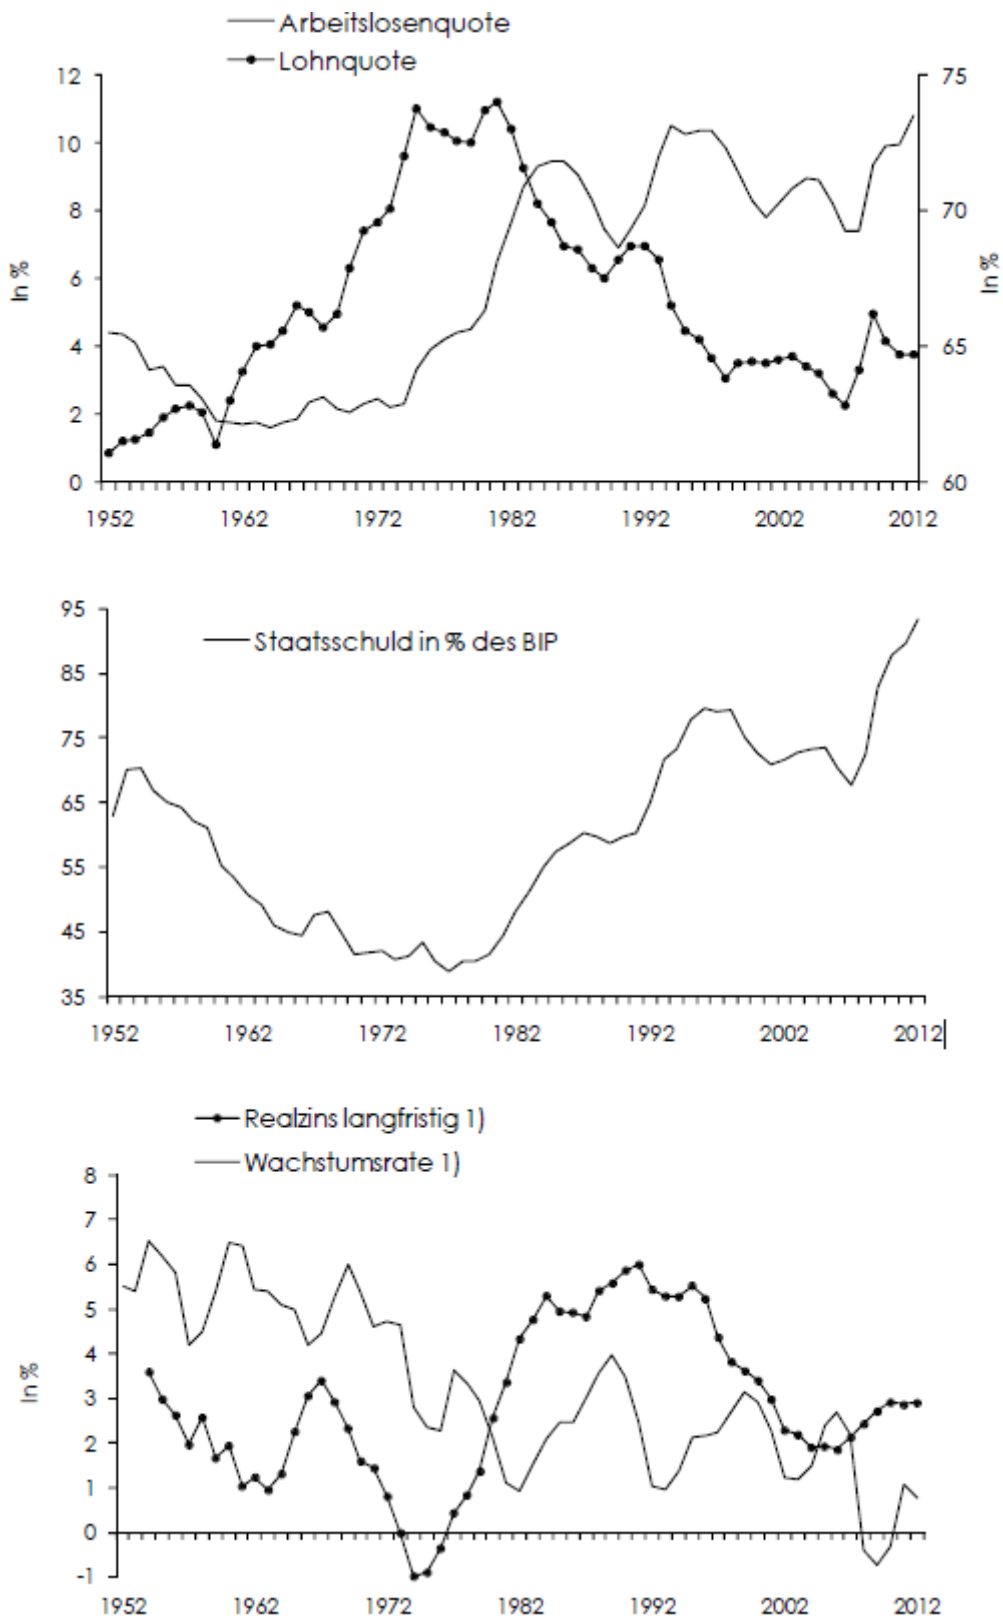 Arbeitslosenquote
Lohnquote
12
10
8
6
4
2
0
In %
75
70
65
60
In %
1952 1962 1972 1982 1992 2002 2012
95
85
75
65
55
45
35
Staatsschuld in % des BIP
1952 1962 1972 1982 1992 2002 2012
Realzins langfristig 1)
Wachstumsrate 1)
8
7
6
5
4
3
2
1
0
-1
In %
1952 1962 1972 1982 1992 2002 2012